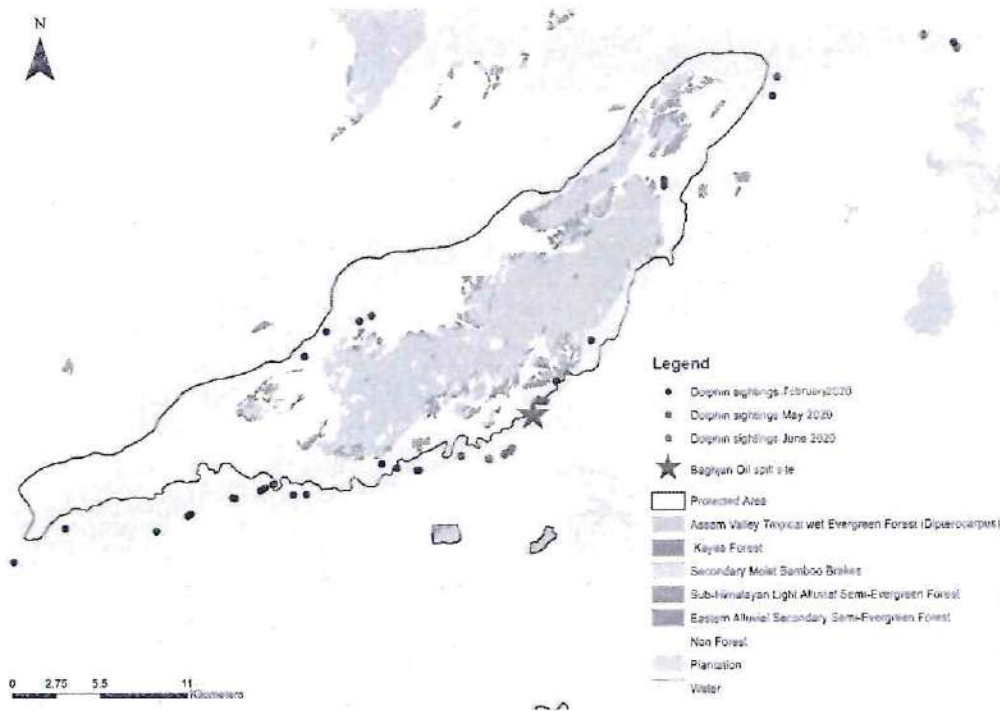 N
Legend
Dolphin sightings February2020
Dolphin sightings May 2020
Dolphin sightings June 2020
Baghjan Oil spill site
Protected Area
Assam Valley Tropical wet Evergreen Forest (Dipterocarpus)
Kayea Forest
Secondary Moist Bamboo Brakes
Sub-Himalayan Light Alluvial Semi-Evergreen Forest
Eastern Alluvial Secondary Semi-Evergreen Forest
Non Forest
Plantation
Water
0 2.75 5.5 11
Kilometers